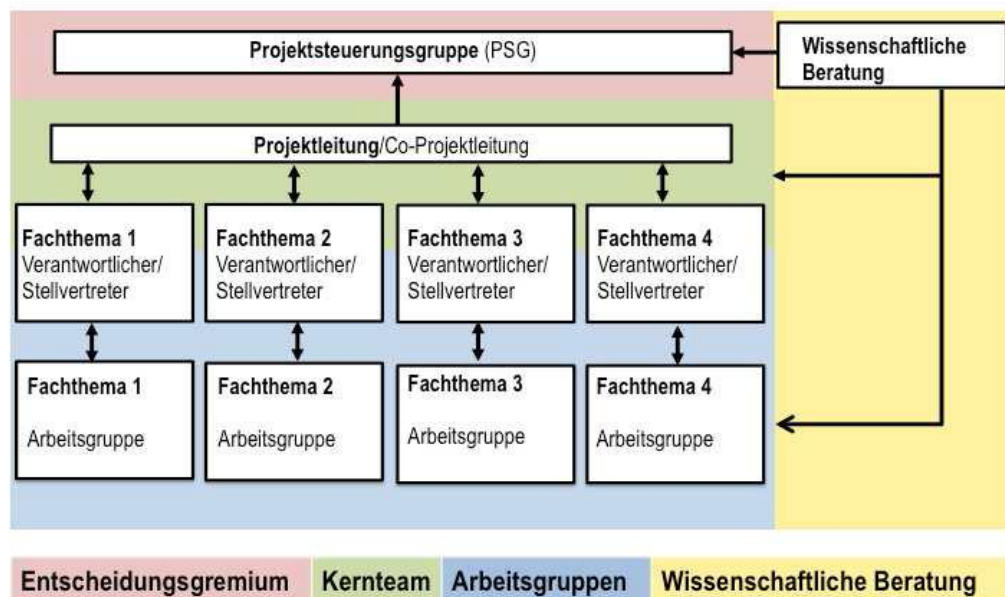 Projektsteuerungsgruppe (PSG)
Wissenschaftliche
Beratung
Projektleitung/Co-Projektleitung
Fachthema 1
Verantwortlicher/
Stellvertreter
Fachthema 2
Verantwortlicher/
Stellvertreter
Fachthema 3
Verantwortlicher/
Stellvertreter
Fachthema 4
Verantwortlicher/
Stellvertreter
Fachthema 1
Arbeitsgruppe
Fachthema 2
Arbeitsgruppe
Fachthema 3
Arbeitsgruppe
Fachthema 4
Arbeitsgruppe
Entscheidungsgremium Kernteam Arbeitsgruppen Wissenschaftliche Beratung